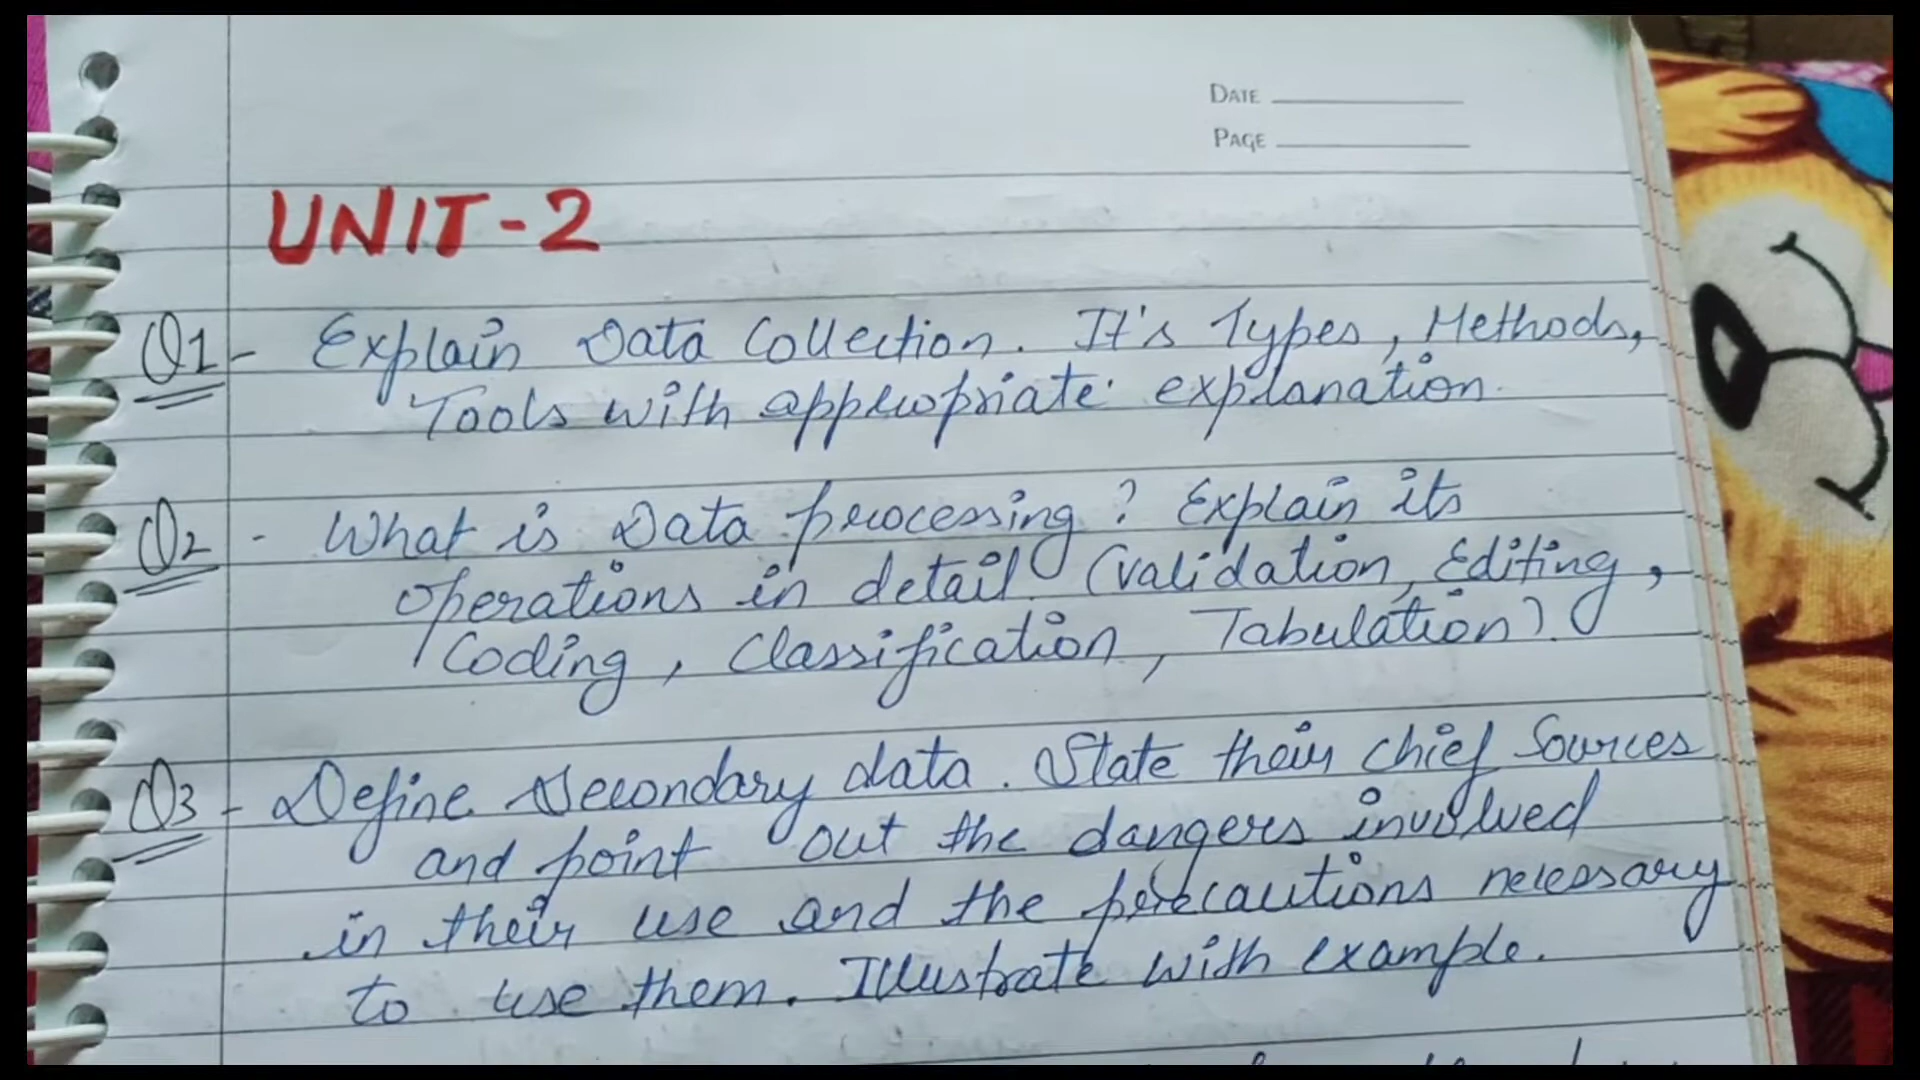 DATE
PAGE
UNIT-2
Q1 - Explain Data Collection. It's Types, Methods,
Tools with appropriate explanation.
Q2 - What is Data processing? Explain its
operations in detail (validation, Editing,
Coding, Classification, Tabulation).
Q3 - Define Secondary data. State their chief Sources
and point out the dangers involved
in their use and the precautions necessary
to use them. Illustrate with example.